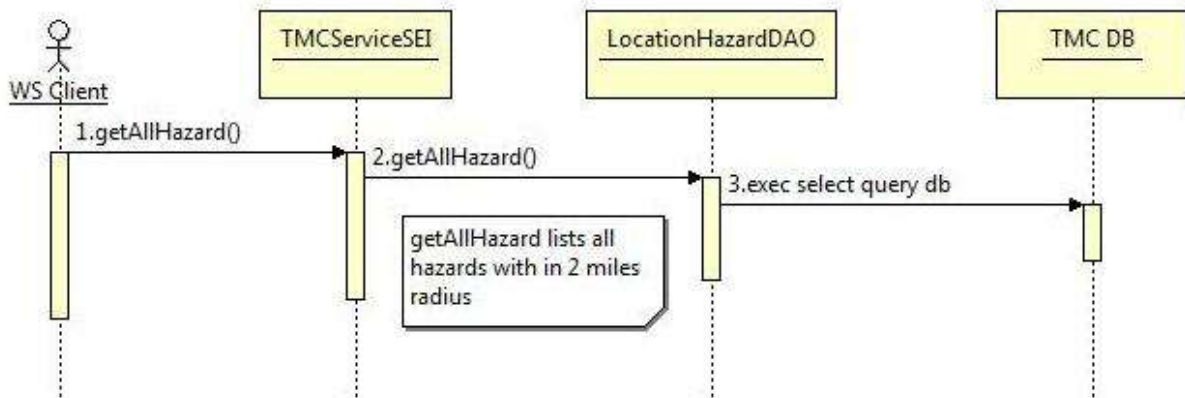 TMCServiceSEI
LocationHazardDAO
TMC DB
WS Client
1.getAllHazard()
2.getAllHazard()
3.exec select query db
getAllHazard lists all
hazards with in 2 miles
radius